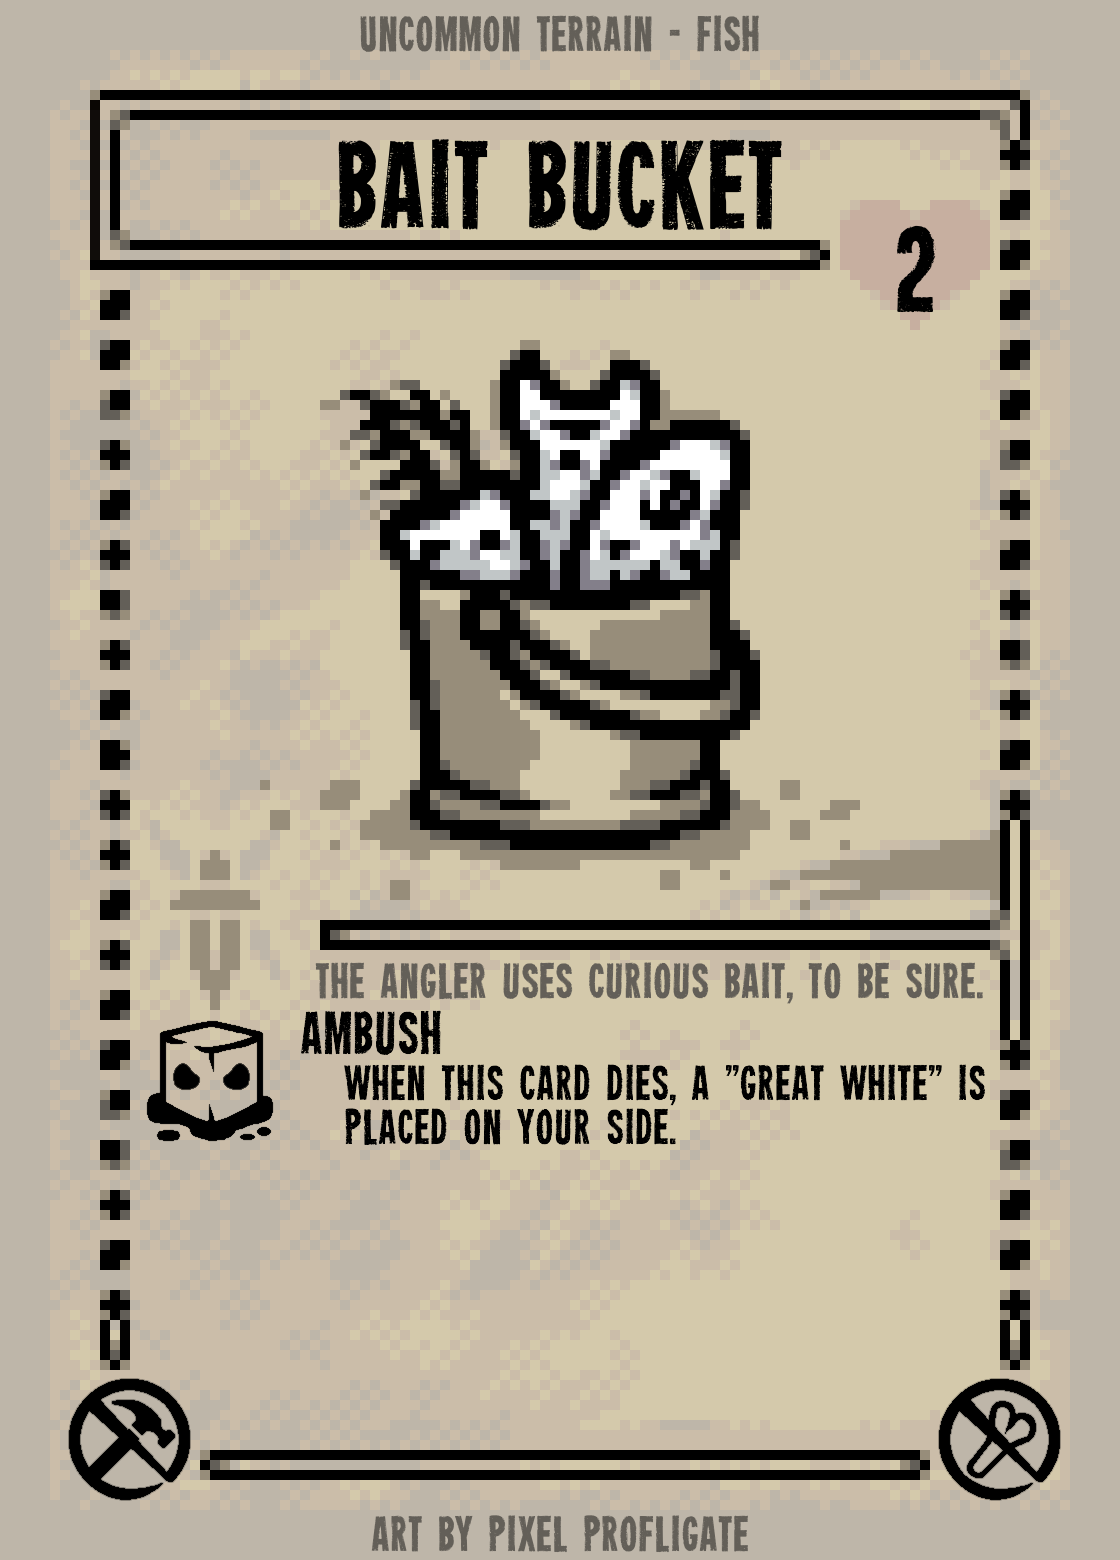 UNCOMMON TERRAIN - FISH
BAIT BUCKET
2
THE ANGLER USES CURIOUS BAIT, TO BE SURE.
AMBUSH
WHEN THIS CARD DIES, A "GREAT WHITE" IS
PLACED ON YOUR SIDE.
ART BY PIXEL PROFLIGATE